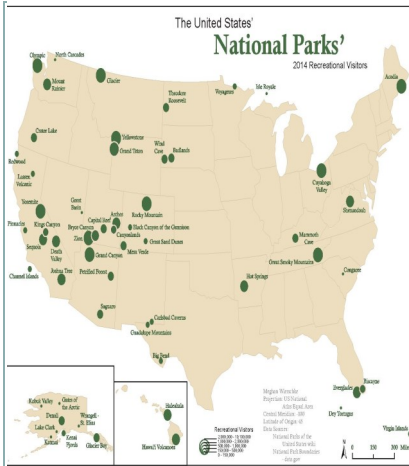 The United States'
National Parks'
2014 Recreational Visitors
Olympic
North Cascades
Mount
Rainier
Glacier
Theodore
Roosevelt
Voyageurs
Isle Royale
Acadia
Crater Lake
Redwood
Lassen
Volcanic
Yellowstone
Grand Teton
Wind
Cave
Badlands
Cuyahoga
Valley
Shenandoah
Yosemite
Pinnacles
Kings Canyon
Sequoia
Death
Valley
Great
Basin
Bryce Canyon
Zion
Capitol Reef
Arches
Canyonlands
Rocky Mountain
Black Canyon of the Gunnison
Great Sand Dunes
Mesa Verde
Grand Canyon
Mammoth
Cave
Great Smoky Mountains
Congaree
Channel Islands
Joshua Tree
Petrified Forest
Hot Springs
Saguaro
Carlsbad Caverns
Guadalupe Mountains
Big Bend
Everglades
Biscayne
Dry Tortugas
Virgin Islands
Kobuk Valley
Gates of
the Arctic
Denali
Wrangell -
St. Elias
Lake Clark
Katmai
Kenai
Fjords
Glacier Bay
Haleakala
Hawai'i Volcanoes
Recreational Visitors
N
0
150
300 Miles